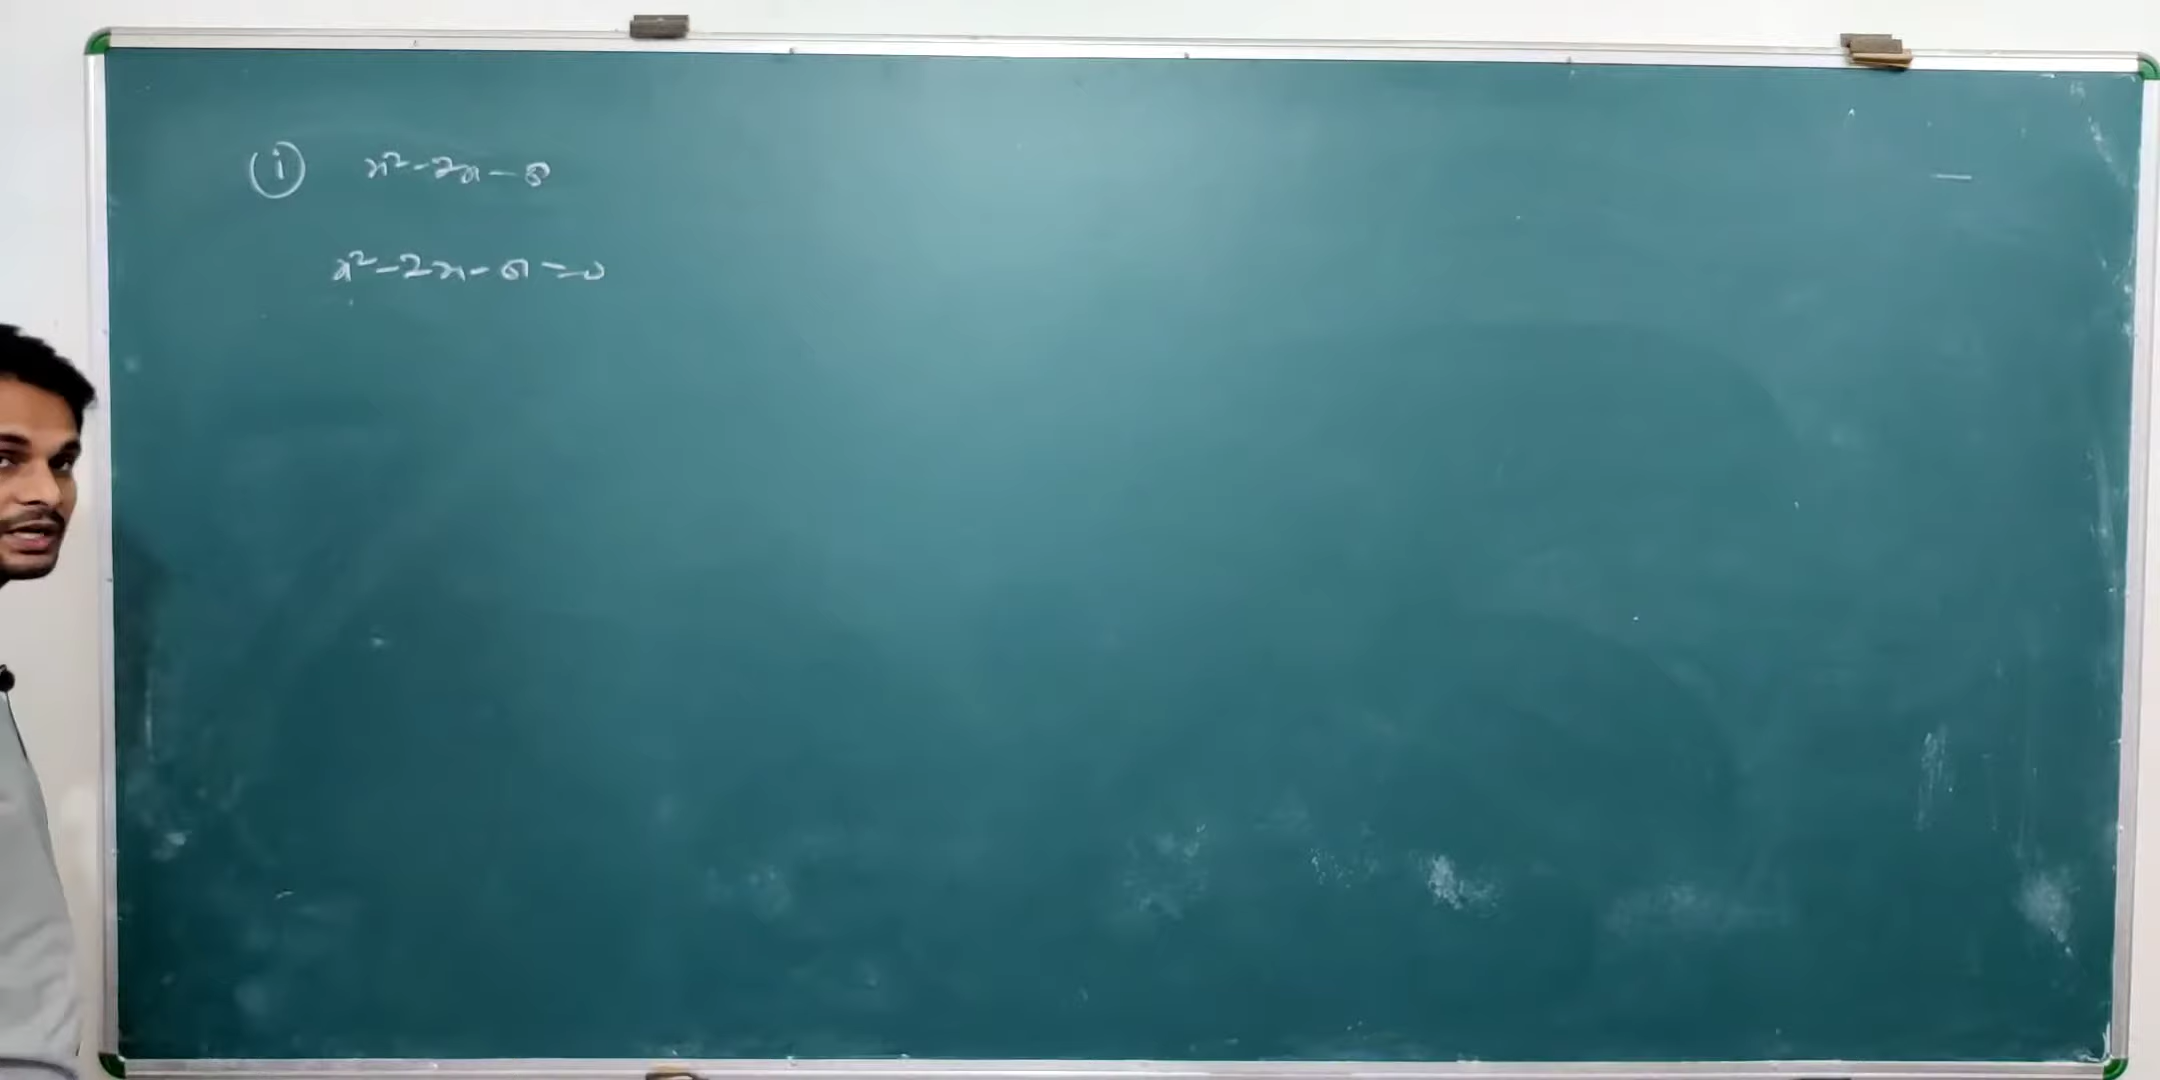 (i) x² - 2x - 8
x² - 2x - 8 = 0